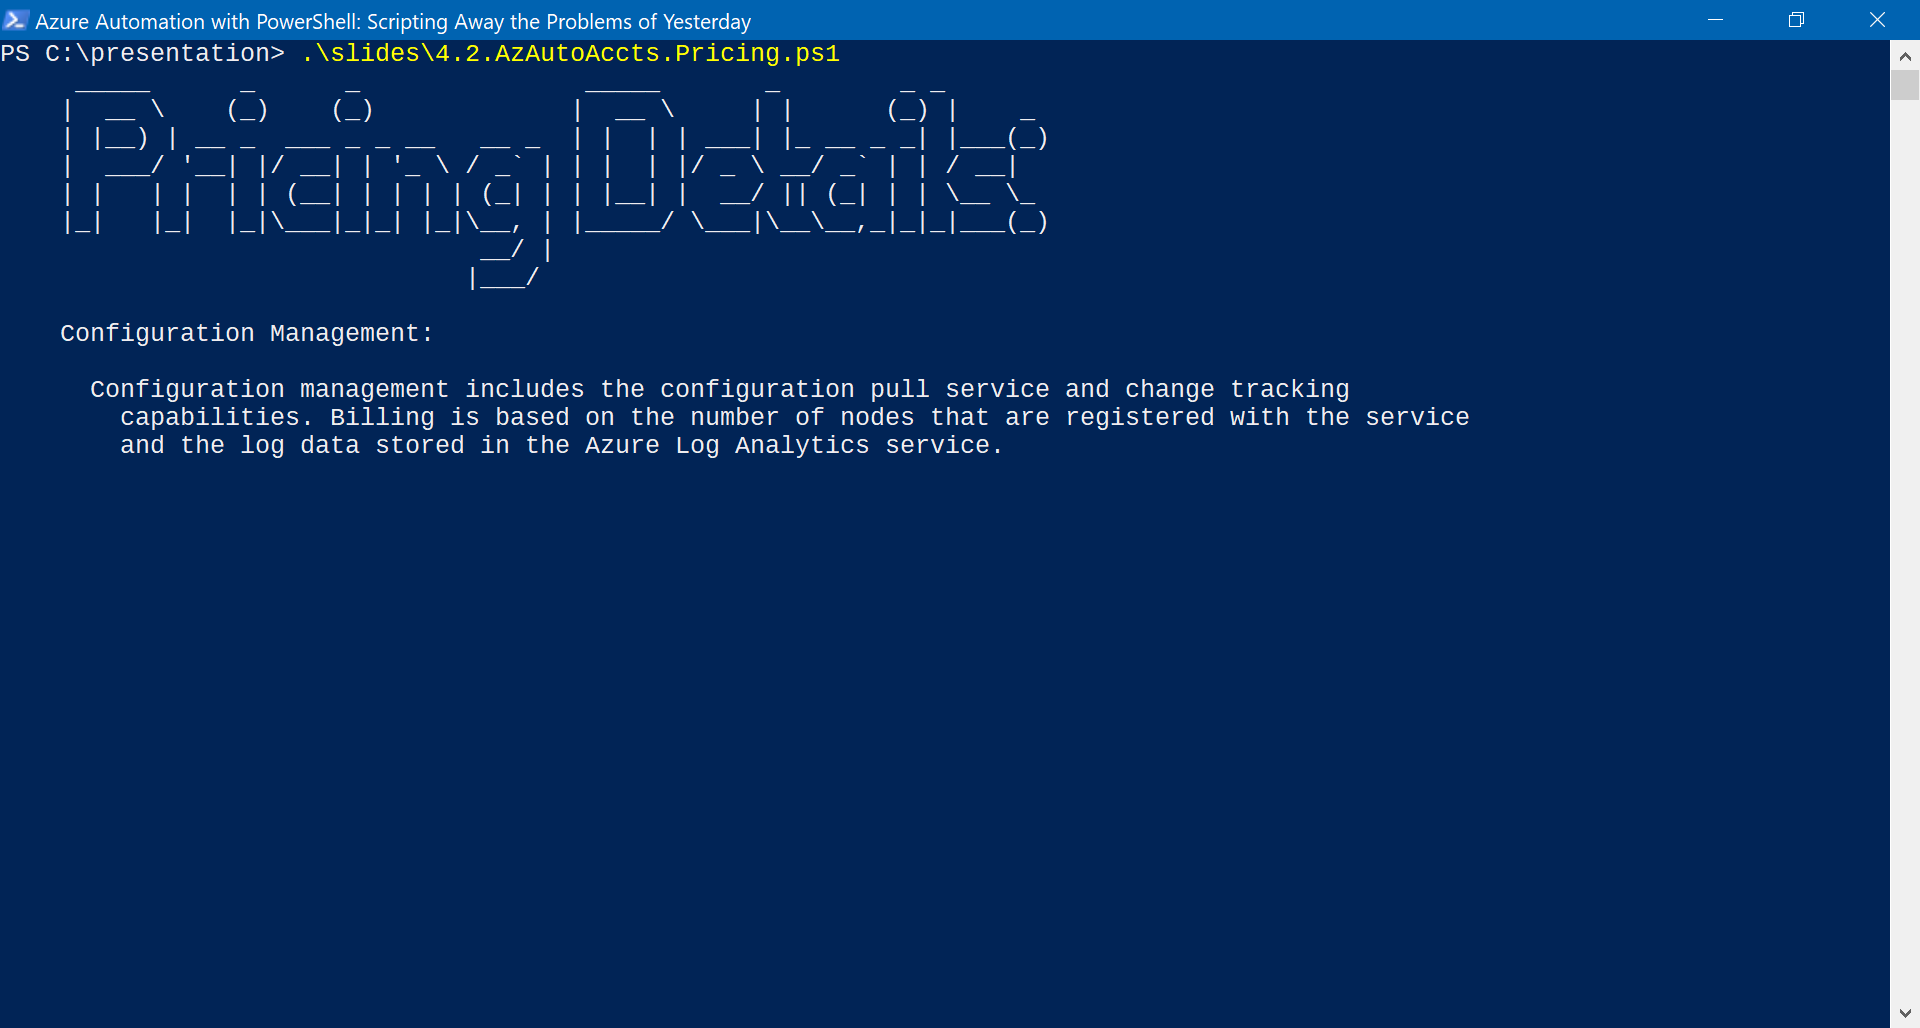 Azure Automation with PowerShell: Scripting Away the Problems of Yesterday
PS C:\presentation> .\slides\4.2.AzAutoAccts.Pricing.ps1
Pricing Details:
Configuration Management:
Configuration management includes the configuration pull service and change tracking
capabilities. Billing is based on the number of nodes that are registered with the service
and the log data stored in the Azure Log Analytics service.